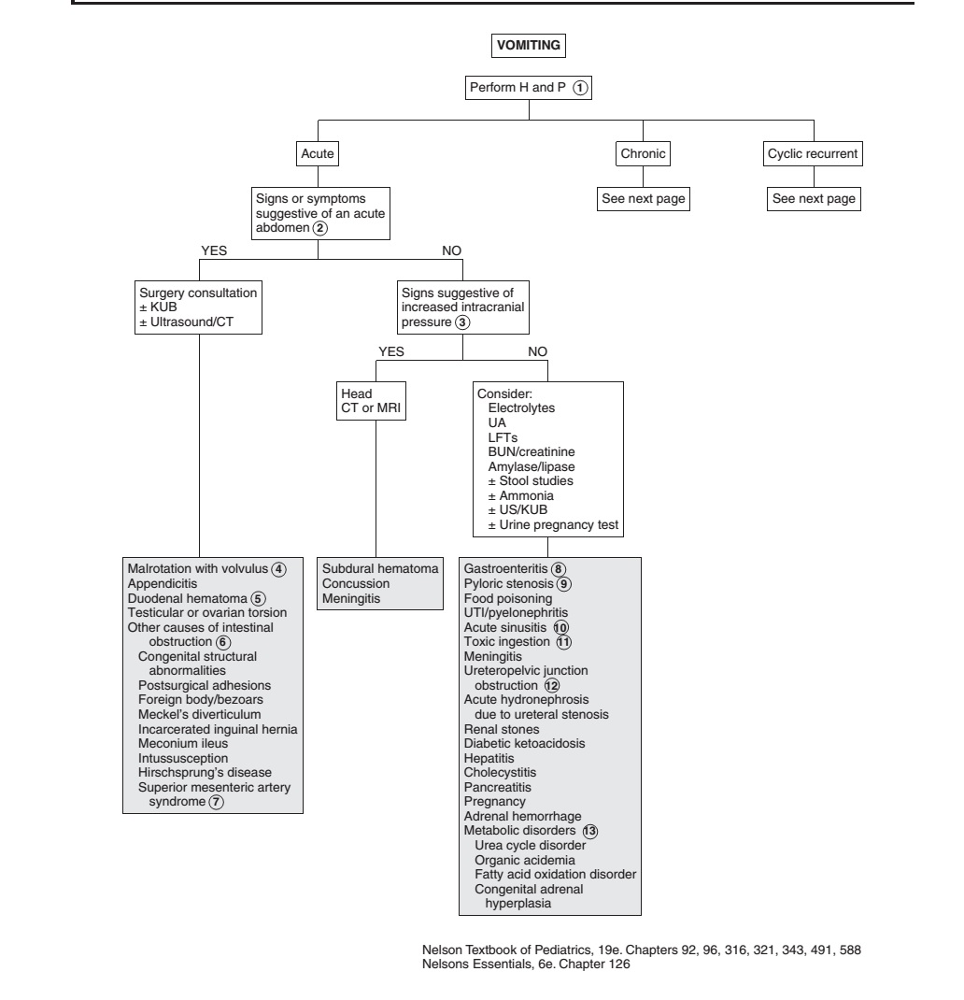 VOMITING
Perform H and P ①
Acute
Chronic
Cyclic recurrent
Signs or symptoms
suggestive of an acute
abdomen ②
See next page
See next page
YES
NO
Surgery consultation
± KUB
± Ultrasound/CT
Signs suggestive of
increased intracranial
pressure ③
YES
NO
Head
CT or MRI
Consider:
Electrolytes
UA
LFTs
BUN/creatinine
Amylase/lipase
± Stool studies
± Ammonia
± US/KUB
± Urine pregnancy test
Malrotation with volvulus ④
Appendicitis
Duodenal hematoma ⑤
Testicular or ovarian torsion
Other causes of intestinal
obstruction ⑥
Congenital structural
abnormalities
Postsurgical adhesions
Foreign body/bezoars
Meckel's diverticulum
Incarcerated inguinal hernia
Meconium ileus
Intussusception
Hirschsprung's disease
Superior mesenteric artery
syndrome ⑦
Subdural hematoma
Concussion
Meningitis
Gastroenteritis ⑧
Pyloric stenosis ⑨
Food poisoning
UTI/pyelonephritis
Acute sinusitis ⑩
Toxic ingestion ⑪
Meningitis
Ureteropelvic junction
obstruction ⑫
Acute hydronephrosis
due to ureteral stenosis
Renal stones
Diabetic ketoacidosis
Hepatitis
Cholecystitis
Pancreatitis
Pregnancy
Adrenal hemorrhage
Metabolic disorders ⑬
Urea cycle disorder
Organic acidemia
Fatty acid oxidation disorder
Congenital adrenal
hyperplasia
Nelson Textbook of Pediatrics, 19e. Chapters 92, 96, 316, 321, 343, 491, 588
Nelsons Essentials, 6e. Chapter 126